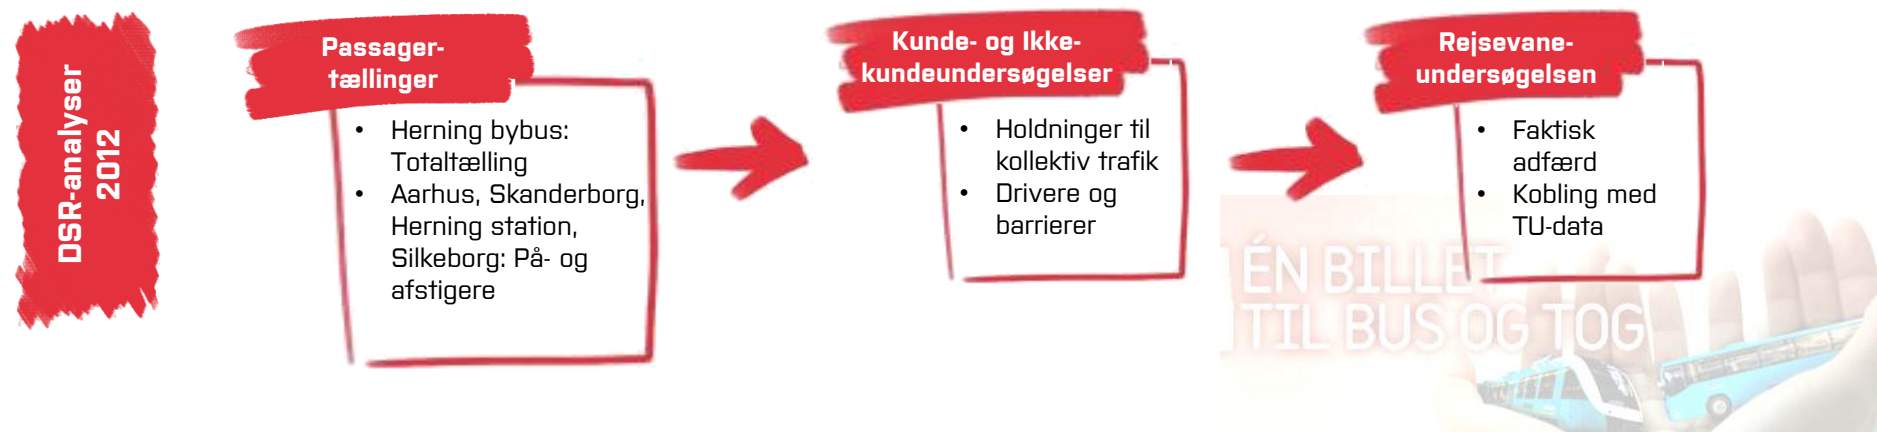 DSR-analyser
2012
Passager-
tællinger
• Herning bybus:
Totaltælling
• Aarhus, Skanderborg,
Herning station,
Silkeborg: På- og
afstigere
Kunde- og Ikke-
kundeundersøgelser
• Holdninger til
kollektiv trafik
• Drivere og
barrierer
Rejsevane-
undersøgelsen
• Faktisk
adfærd
• Kobling med
TU-data
ÉN BILLET
TIL BUS OG TOG